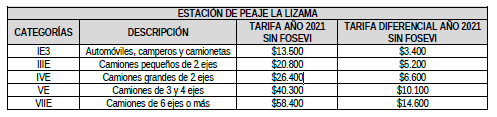 ESTACIÓN DE PEAJE LA LIZAMA
CATEGORÍAS DESCRIPCIÓN TARIFA AÑO 2021 SIN FOSEVI TARIFA DIFERENCIAL AÑO 2021 SIN FOSEVI
IE3 Automóviles, camperos y camionetas $13.500 $3.400
IIIE Camiones pequeños de 2 ejes $20.800 $5.200
IVE Camiones grandes de 2 ejes $26.400 $6.600
VE Camiones de 3 y 4 ejes $40.300 $10.100
VIIE Camiones de 6 ejes o más $58.400 $14.600